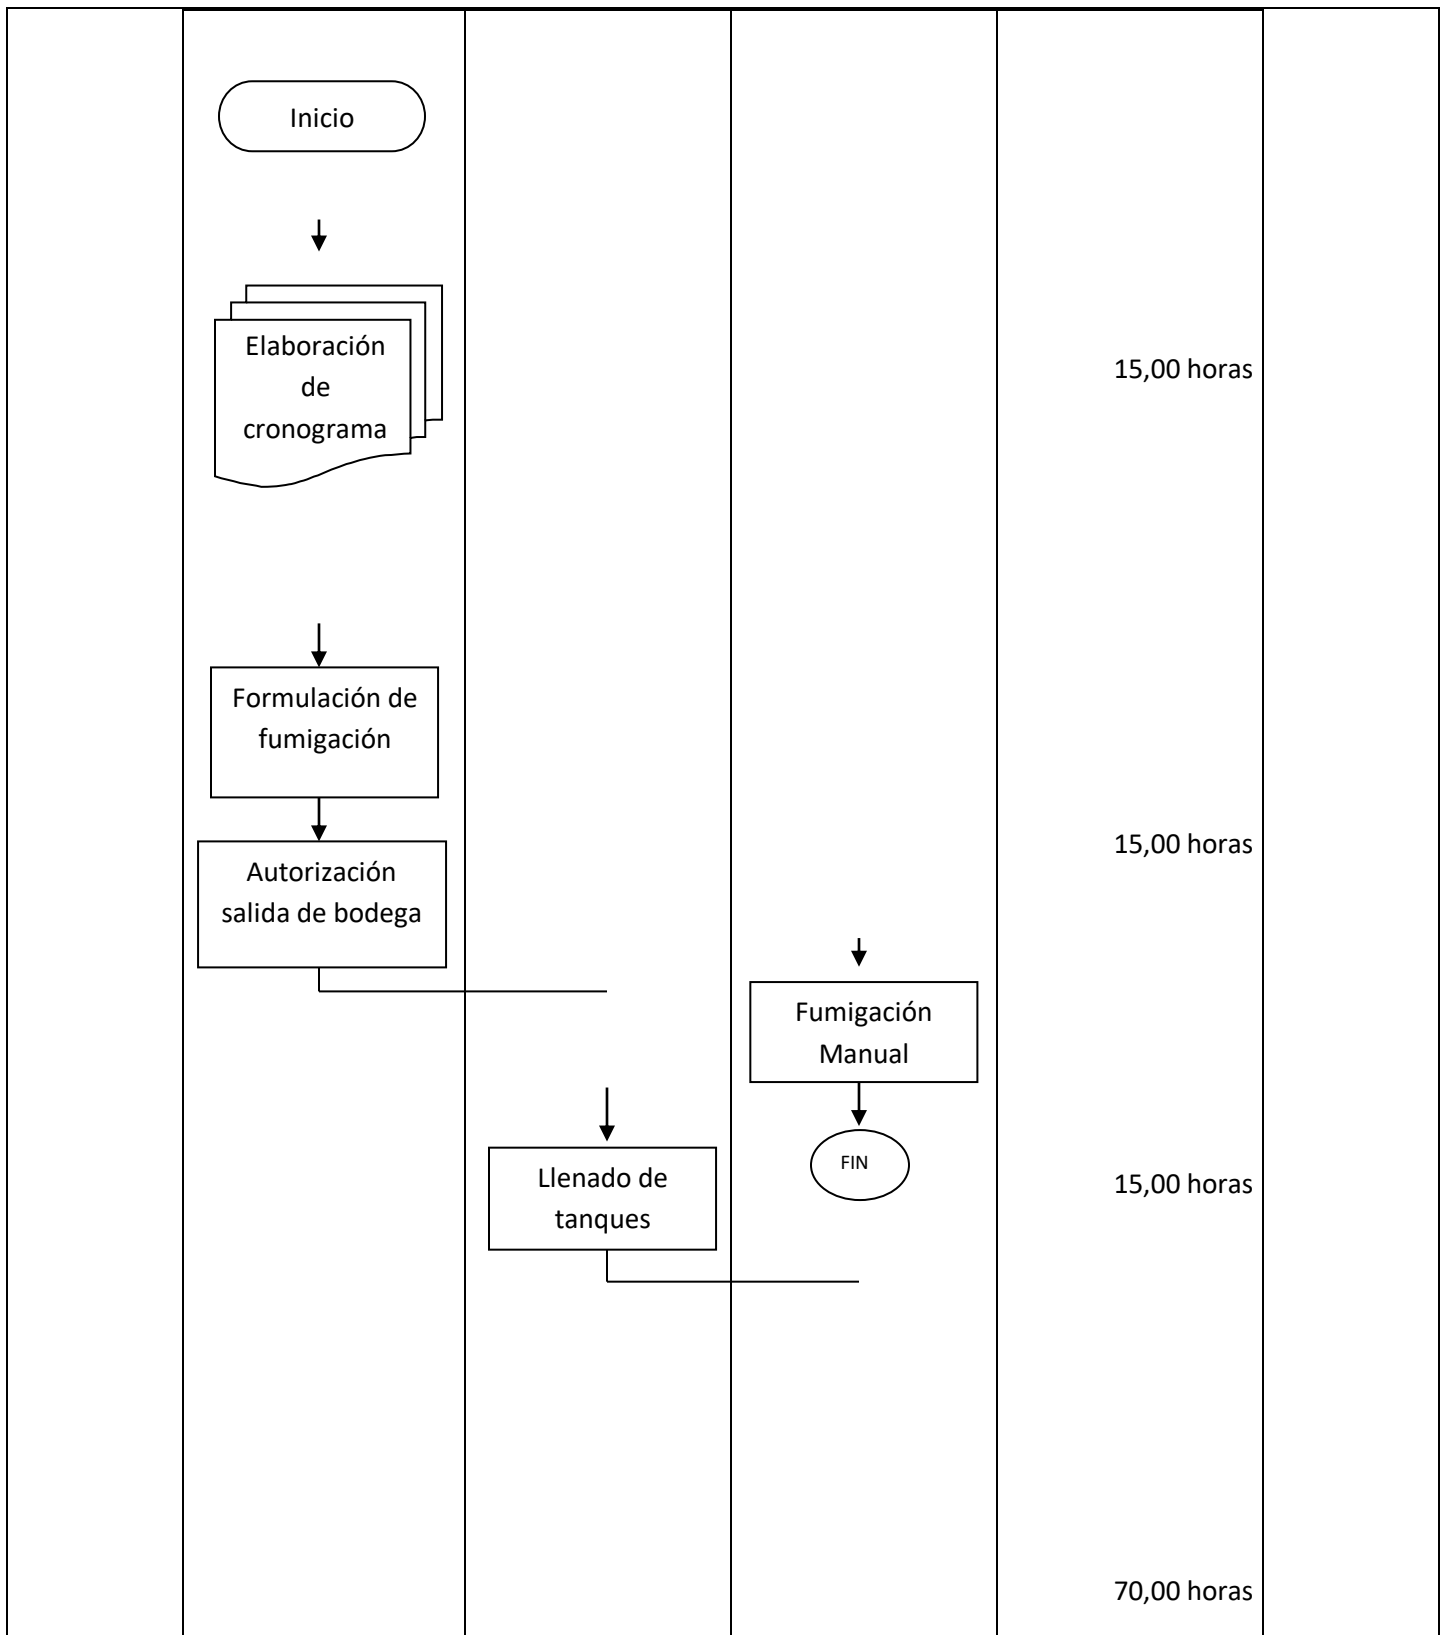 Inicio
Elaboración
de
cronograma
15,00 horas
Formulación de
fumigación
15,00 horas
Autorización
salida de bodega
Fumigación
Manual
FIN
Llenado de
tanques
15,00 horas
70,00 horas